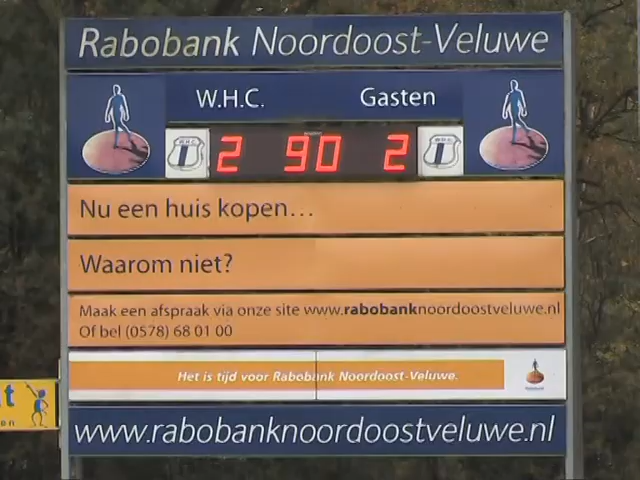 Rabobank Noordoost-Veluwe
W.H.C. Gasten
2 90 2
Nu een huis kopen...
Waarom niet?
Maak een afspraak via onze site www.rabobanknoordoostveluwe.nl
Of bel (0578) 68 01 00
Het is tijd voor Rabobank Noordoost-Veluwe.
www.rabobanknoordoostveluwe.nl